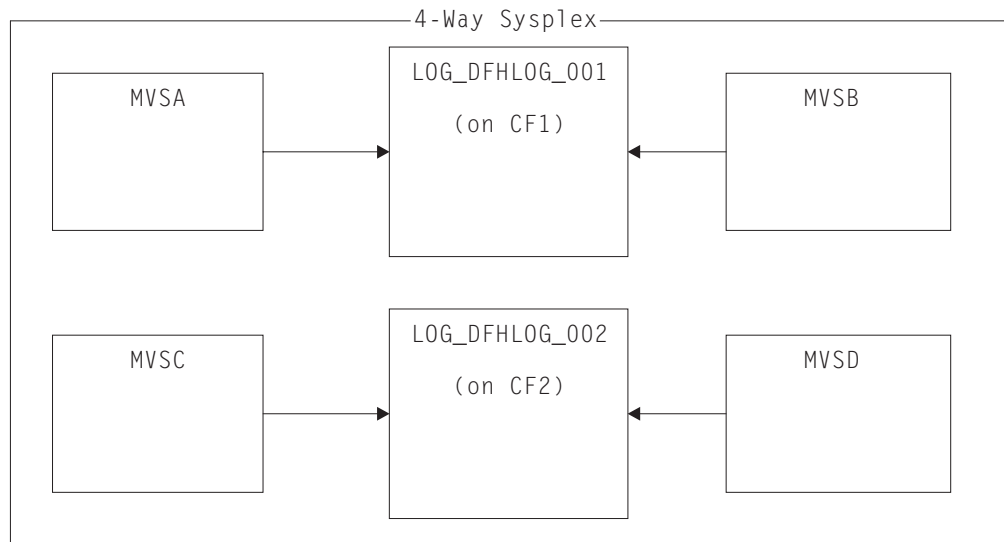 4-Way Sysplex
MVSA
LOG_DFHLOG_001
(on CF1)
MVSB
MVSC
LOG_DFHLOG_002
(on CF2)
MVSD